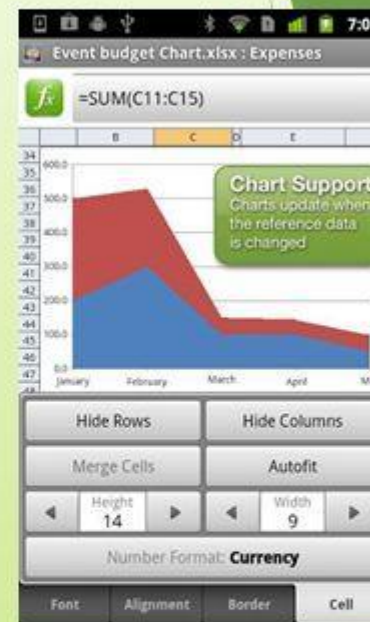 7:0
Event budget Chart.xlsx : Expenses
fx =SUM(C11:C15)
B C D E
34
35
36
37
38
39
40
41
42
43
44
45
46
47
600.0
500.0
400.0
300.0
200.0
100.0
0.0
Chart Support
Charts update when
the reference data
is changed
January February March April M
Hide Rows Hide Columns
Merge Cells Autofit
Height Width
14 9
Number Format: Currency
Font Alignment Border Cell